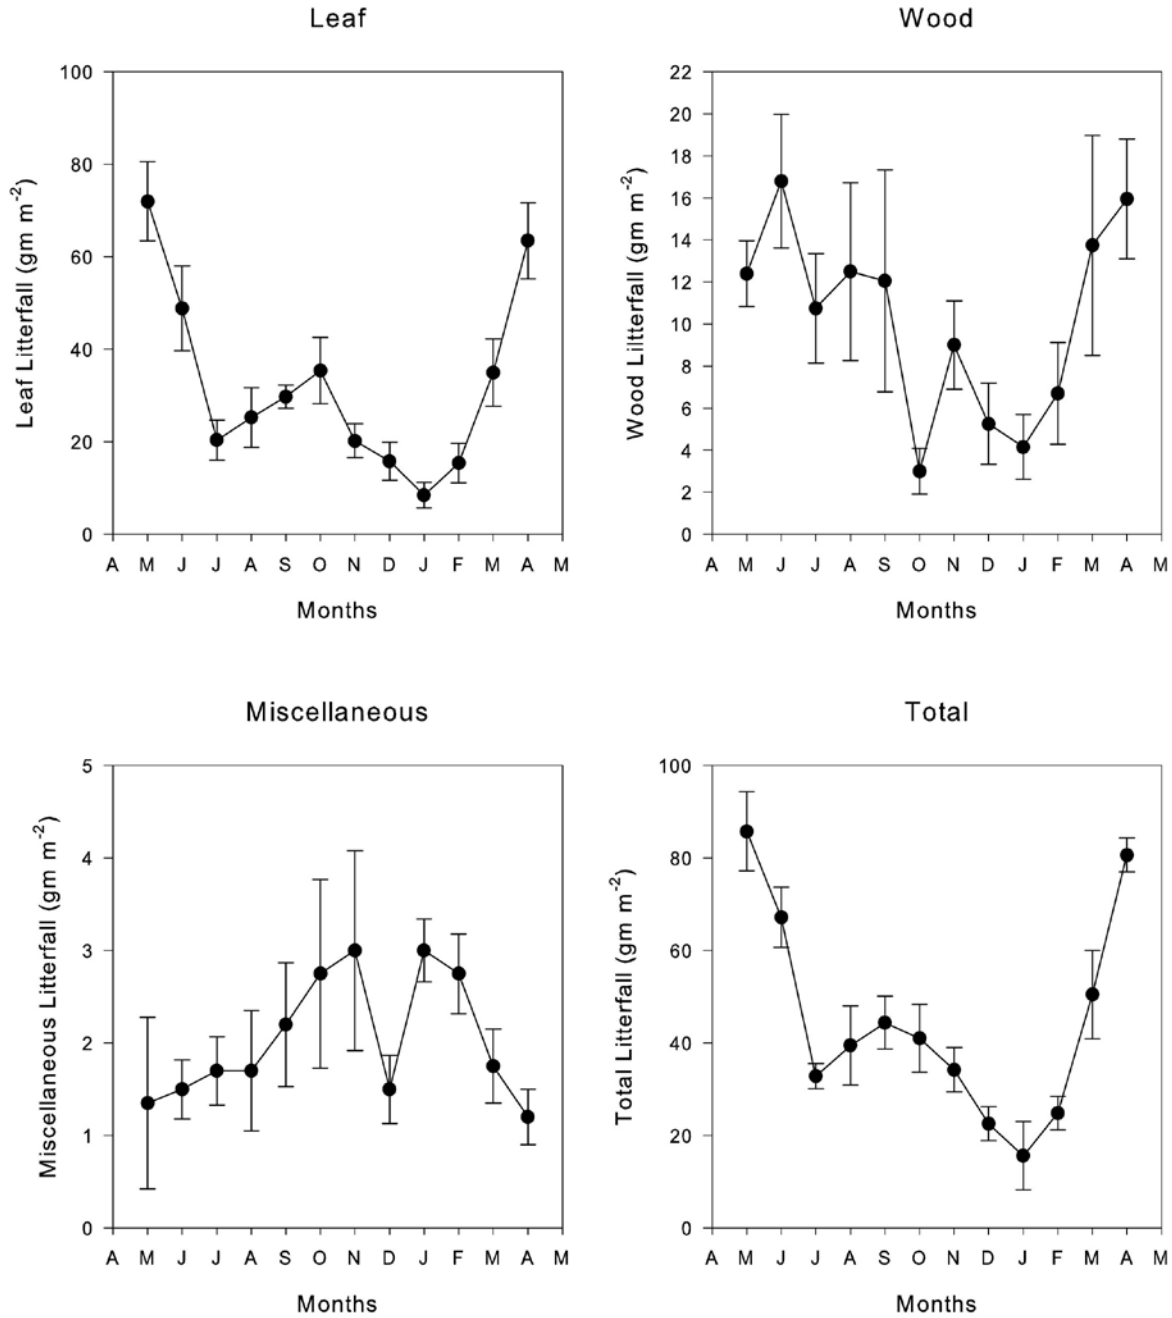 Leaf
Leaf Litterfall (gm m-2)
100
80
60
40
20
0
A M J J A S O N D J F M A M
Months
Wood
Wood Liltterfall (gm m-2)
22
20
18
16
14
12
10
8
6
4
2
0
A M J J A S O N D J F M A M
Months
Miscellaneous
Miscellaneous Litterfall (gm m-2)
5
4
3
2
1
0
A M J J A S O N D J F M A M
Months
Total
Total Litterfall (gm m-2)
100
80
60
40
20
0
A M J J A S O N D J F M A M
Months